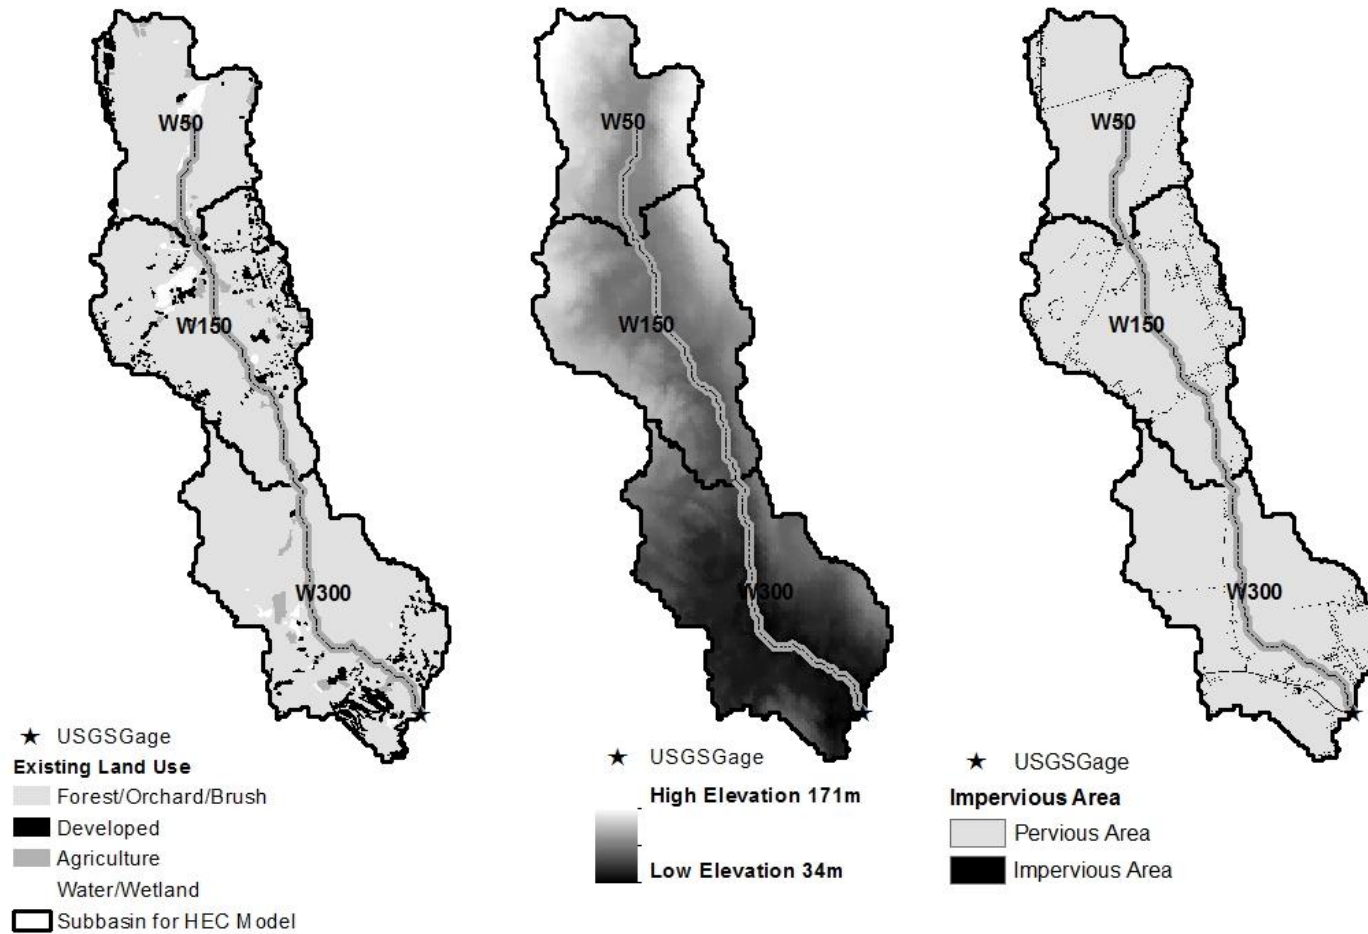 W50
W150
W300
★ USGSGage
Existing Land Use
Forest/Orchard/Brush
Developed
Agriculture
Water/Wetland
Subbasin for HEC Model
W50
W150
W300
★ USGSGage
High Elevation 171m
Low Elevation 34m
W50
W150
W300
★ USGSGage
Impervious Area
Pervious Area
Impervious Area